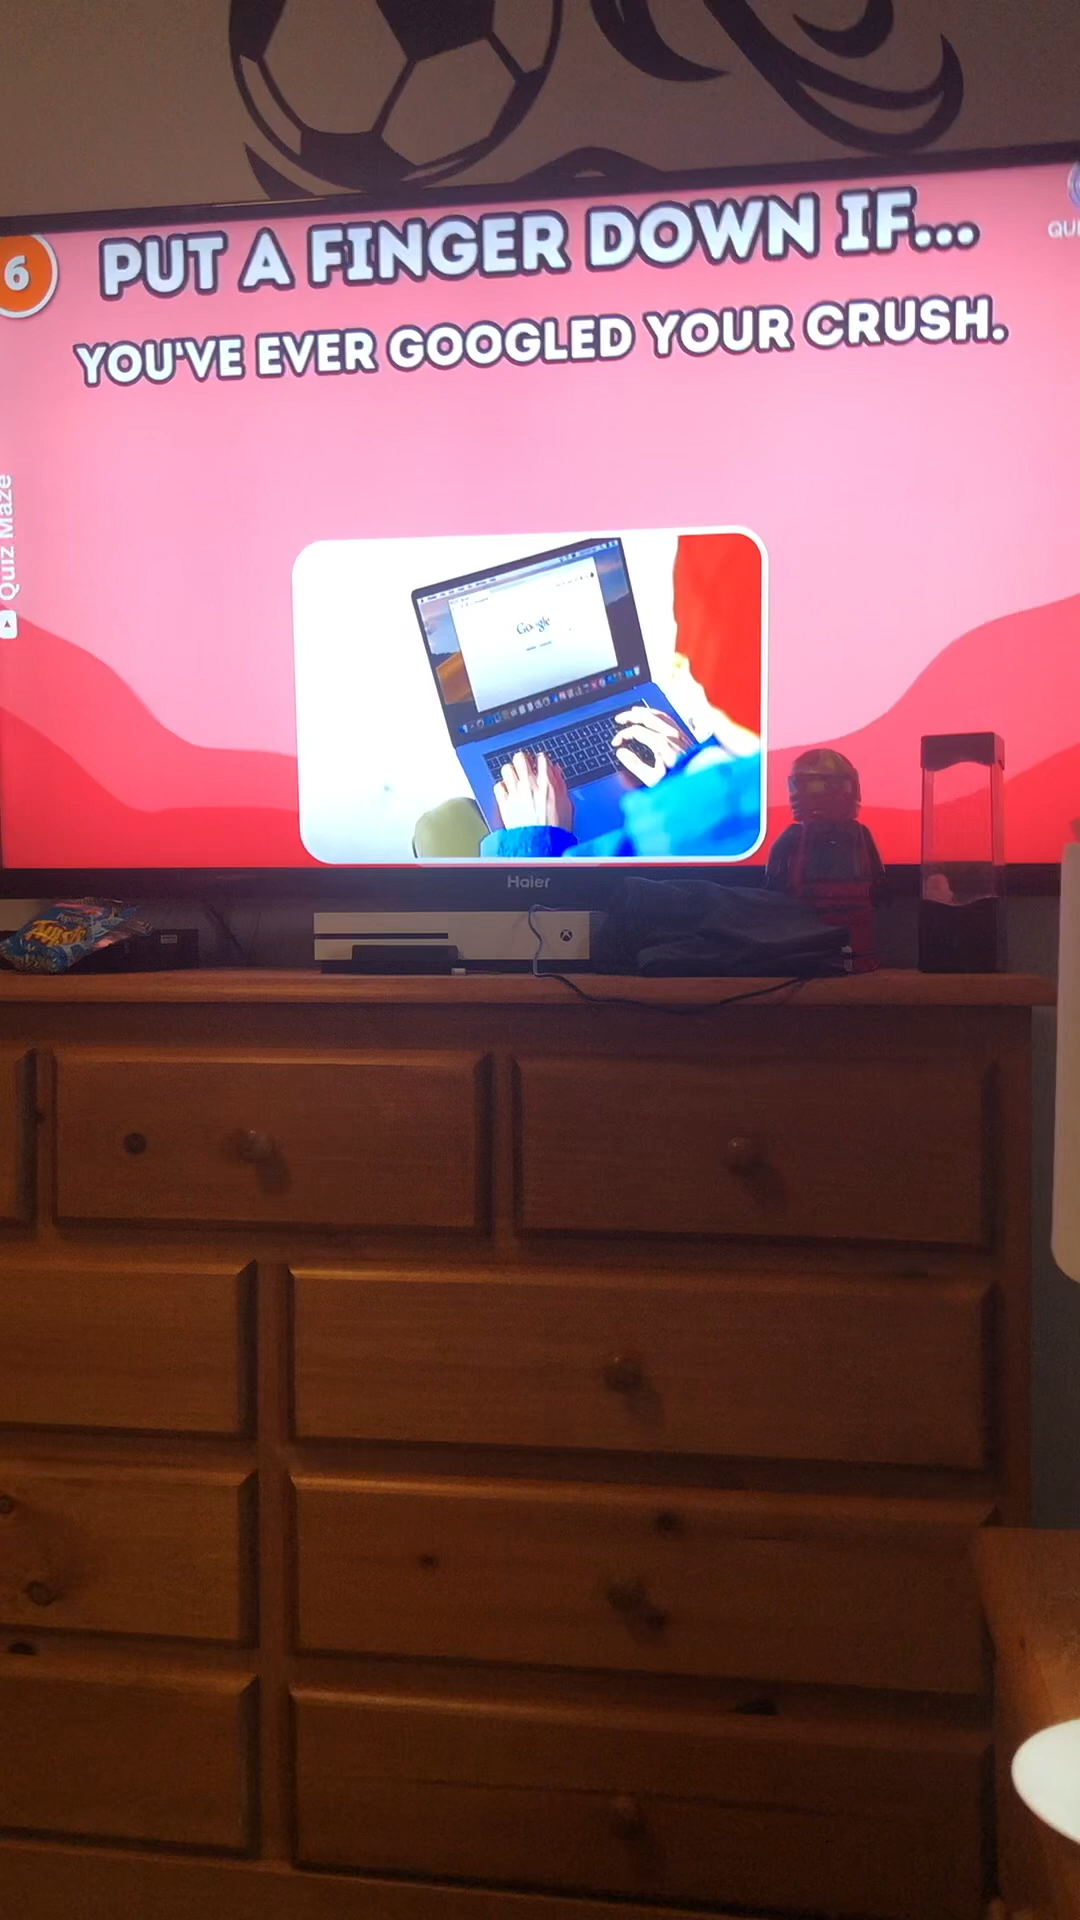 6
PUT A FINGER DOWN IF...
YOU'VE EVER GOOGLED YOUR CRUSH.
Quiz Maze
Google
Haier